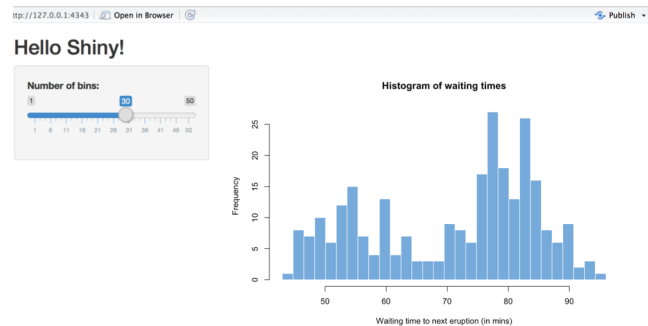 ttp://127.0.0.1:4343 Open in Browser Publish
Hello Shiny!
Number of bins:
1 30 50
1 6 11 16 21 26 31 36 41 46 50
Histogram of waiting times
Frequency
25
20
15
10
5
0
50 60 70 80 90
Waiting time to next eruption (in mins)